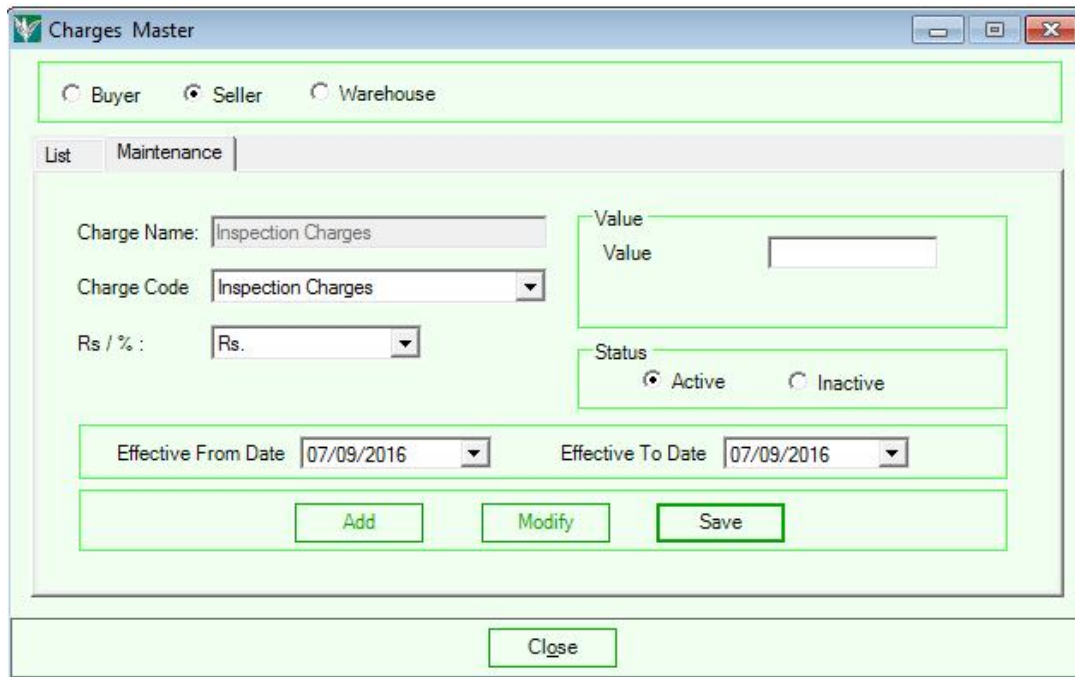 Charges Master
Buyer Seller Warehouse
List Maintenance
Charge Name: Inspection Charges
Value
Value
Charge Code Inspection Charges
Rs / % : Rs.
Status
Active Inactive
Effective From Date 07/09/2016 Effective To Date 07/09/2016
Add Modify Save
Close